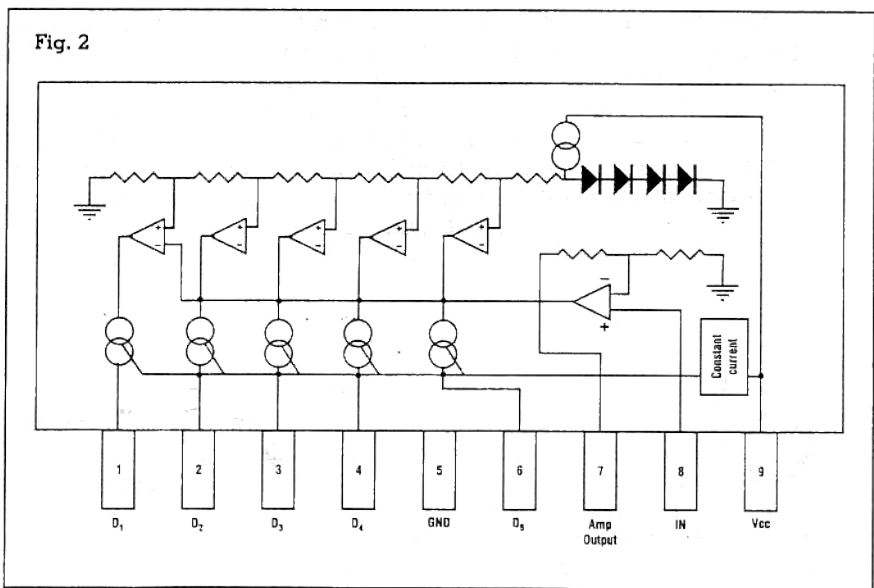 Fig. 2
+
−
+
−
+
−
+
−
+
−
−
+
Constant
current
1
2
3
4
5
6
7
8
9
D1
D2
D3
D4
GND
D5
Amp
Output
IN
Vcc